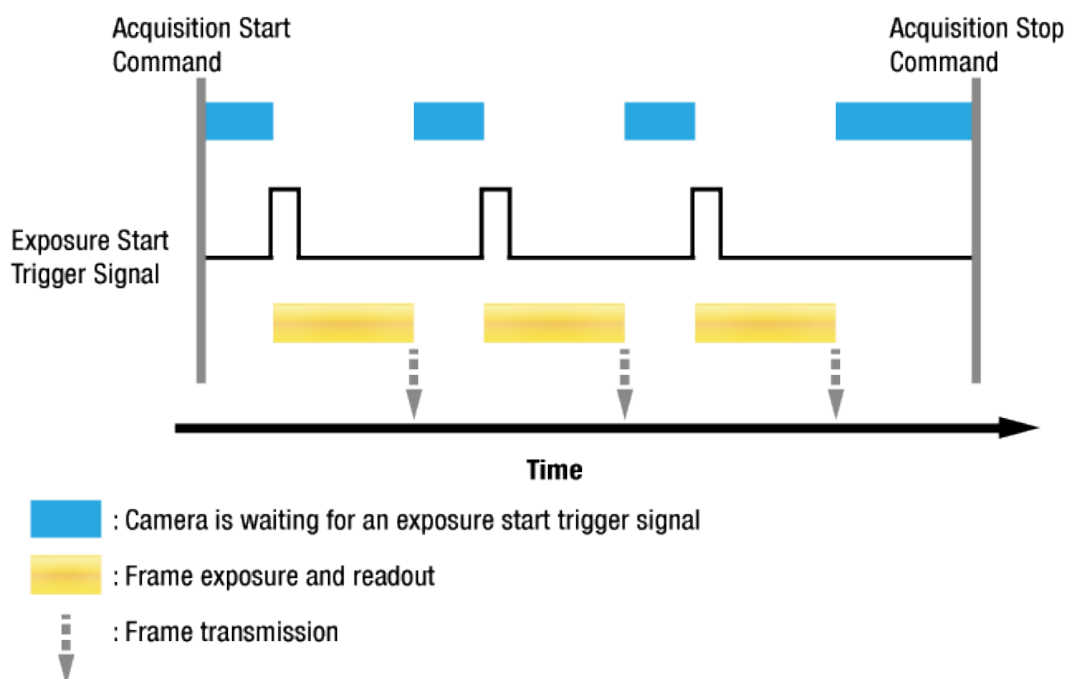 Acquisition Start
Command
Acquisition Stop
Command
Exposure Start
Trigger Signal
Time
: Camera is waiting for an exposure start trigger signal
: Frame exposure and readout
: Frame transmission